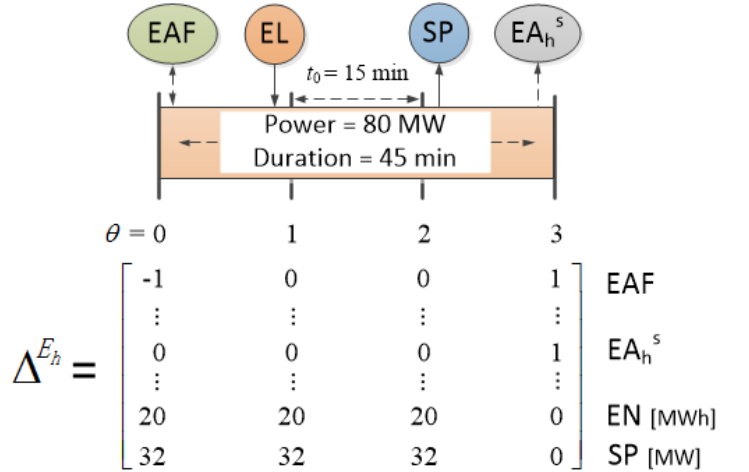 EAF EL SP EA_h^s
t₀ = 15 min
Power = 80 MW
Duration = 45 min
θ = 0 1 2 3
-1 0 0 1 EAF
⋮ ⋮ ⋮ ⋮
Δ^{E_h} = 0 0 0 1 EA_h^s
⋮ ⋮ ⋮ ⋮
20 20 20 0 EN [MWh]
32 32 32 0 SP [MW]